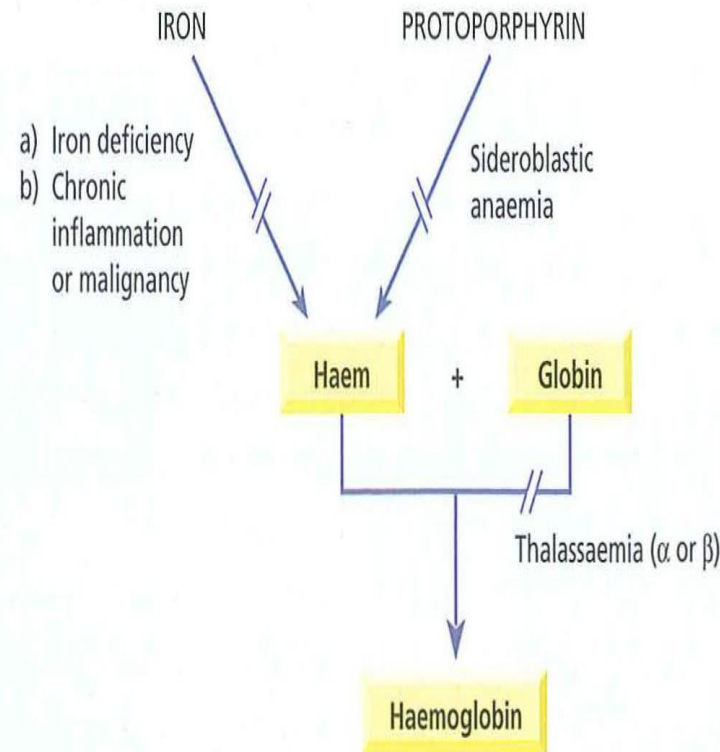 IRON
PROTOPORPHYRIN
a) Iron deficiency
b) Chronic
inflammation
or malignancy
Sideroblastic
anaemia
Haem
+
Globin
Thalassaemia (α or β)
Haemoglobin